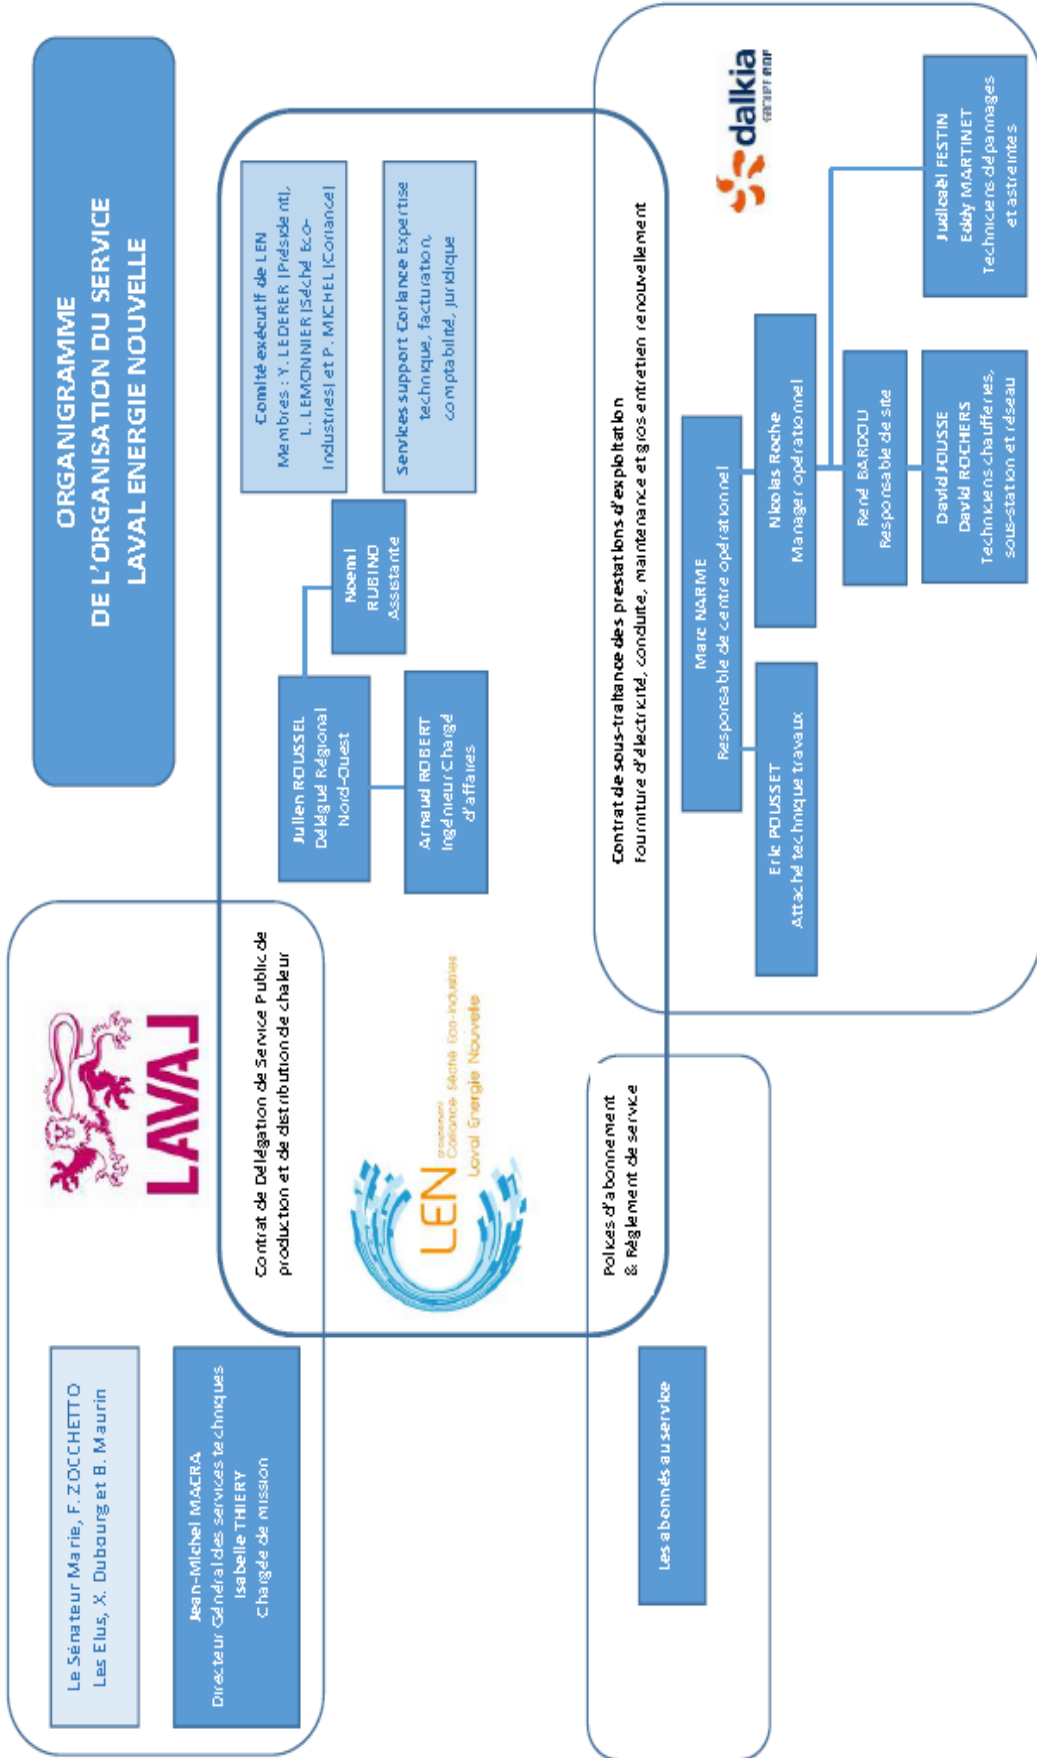 ORGANIGRAMME
DE L'ORGANISATION DU SERVICE
LAVAL ENERGIE NOUVELLE
Le Sénateur Marie, F. ZOCCHETTO
Les Elus, X. Dubourg et B. Maurin
Jean-Michel MACRA
Directeur Général des services techniques
Isabelle THIERY
Chargée de mission
LAVAL
Contrat de Délégation de Service Public de
production et de distribution de chaleur
LEN
groupement
Coriance Séché Eco-Industries
Laval Energie Nouvelle
Julien ROUSSEL
Délégué Régional
Nord-Ouest
Noemi
RUBINO
Assistante
Arnaud ROBERT
Ingénieur Chargé
d'affaires
Comité exécutif de LEN
Membres : Y. LEDERER (Président),
L. LEMONNIER (Séché Eco-
Industries) et P. MICHEL (Coriance)
Services support Coriance Expertise
technique, facturation,
comptabilité, juridique
Polices d'abonnement
& Règlement de service
Les abonnés au service
Contrat de sous-traitance des prestations d'exploitation
Fourniture d'électricité, conduite, maintenance et gros entretien renouvellement
dalkia
GROUPE EDF
Marc NARME
Responsable de centre opérationnel
Eric POUSSET
Attaché technique travaux
Nicolas Roche
Manager opérationnel
René BARDOU
Responsable de site
David JOUSSE
David ROCHERS
Techniciens chaufferies,
sous-station et réseau
Judicaël FESTIN
Eddy MARTINET
Techniciens dépannages
et astreintes